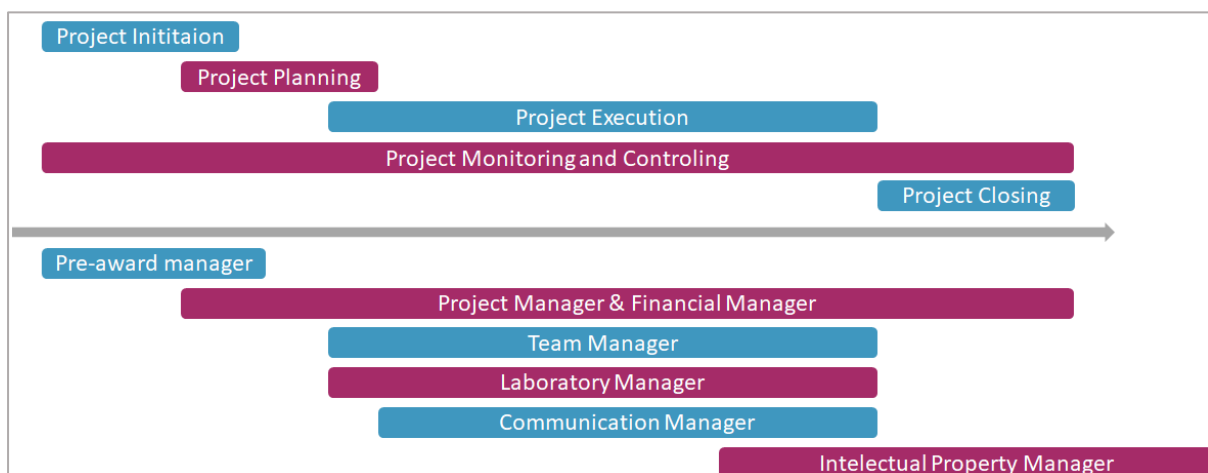 Project Inititaion
Project Planning
Project Execution
Project Monitoring and Controling
Project Closing
Pre-award manager
Project Manager & Financial Manager
Team Manager
Laboratory Manager
Communication Manager
Intelectual Property Manager